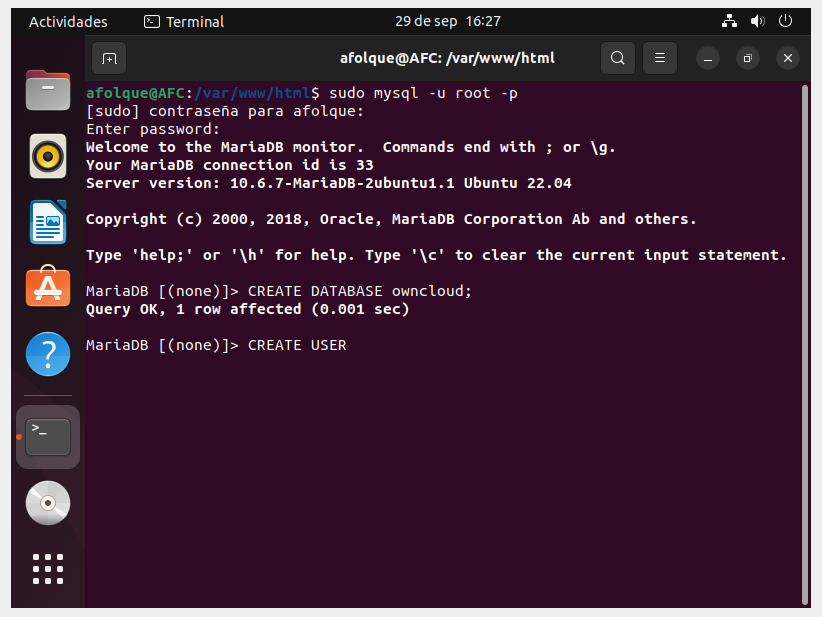 Actividades
Terminal
29 de sep 16:27
afolque@AFC: /var/www/html
afolque@AFC:/var/www/html$ sudo mysql -u root -p
[sudo] contraseña para afolque:
Enter password:
Welcome to the MariaDB monitor.  Commands end with ; or \g.
Your MariaDB connection id is 33
Server version: 10.6.7-MariaDB-2ubuntu1.1 Ubuntu 22.04
Copyright (c) 2000, 2018, Oracle, MariaDB Corporation Ab and others.
Type 'help;' or '\h' for help. Type '\c' to clear the current input statement.
MariaDB [(none)]> CREATE DATABASE owncloud;
Query OK, 1 row affected (0.001 sec)
MariaDB [(none)]> CREATE USER